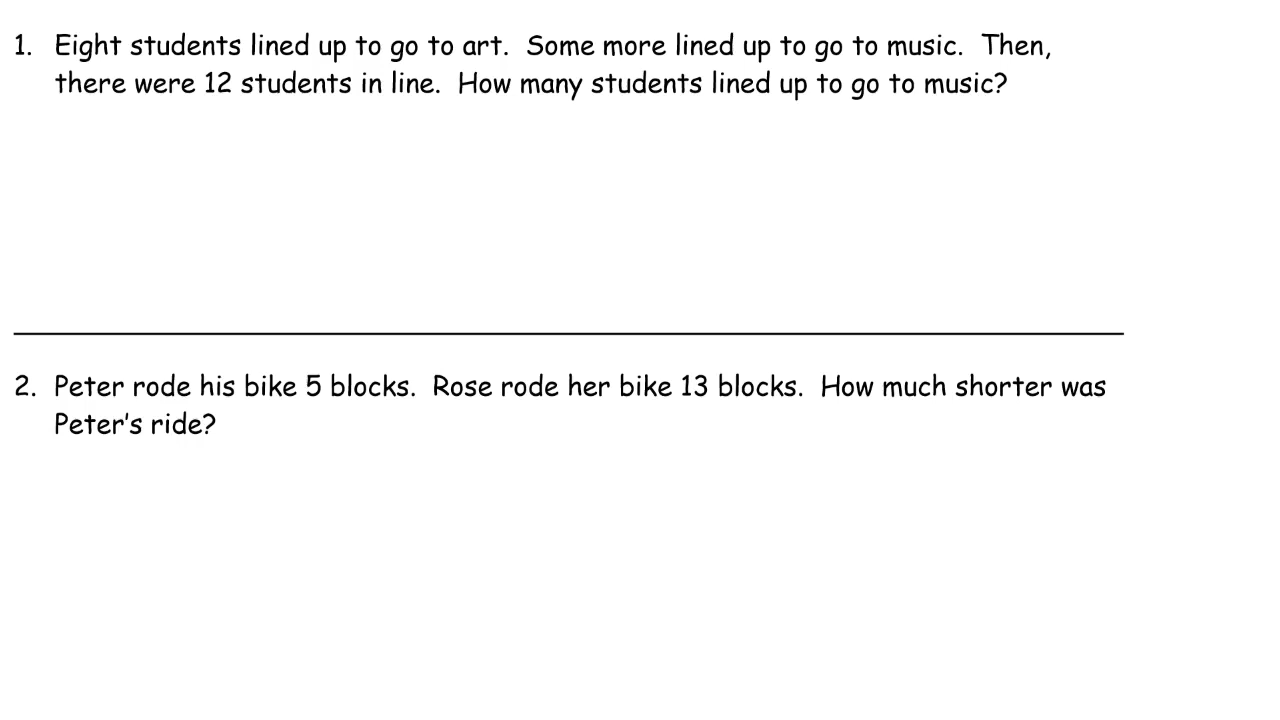 1. Eight students lined up to go to art. Some more lined up to go to music. Then,
there were 12 students in line. How many students lined up to go to music?
2. Peter rode his bike 5 blocks. Rose rode her bike 13 blocks. How much shorter was
Peter's ride?